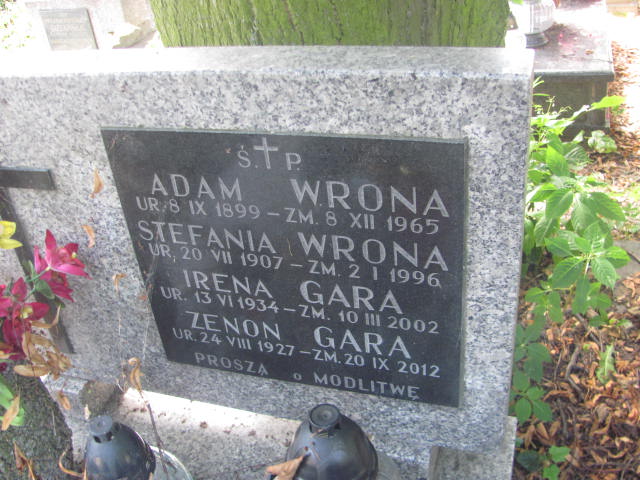 Ś. P.
ADAM WRONA
UR. 8 IX 1899 – ZM. 8 XII 1965
STEFANIA WRONA
UR, 20 VII 1907 – ZM. 2 I 1996
IRENA GARA
UR. 13 VI 1934 – ZM. 10 III 2002
ZENON GARA
UR. 24 VIII 1927 – ZM. 20 IX 2012
PROSZĄ O MODLITWĘ